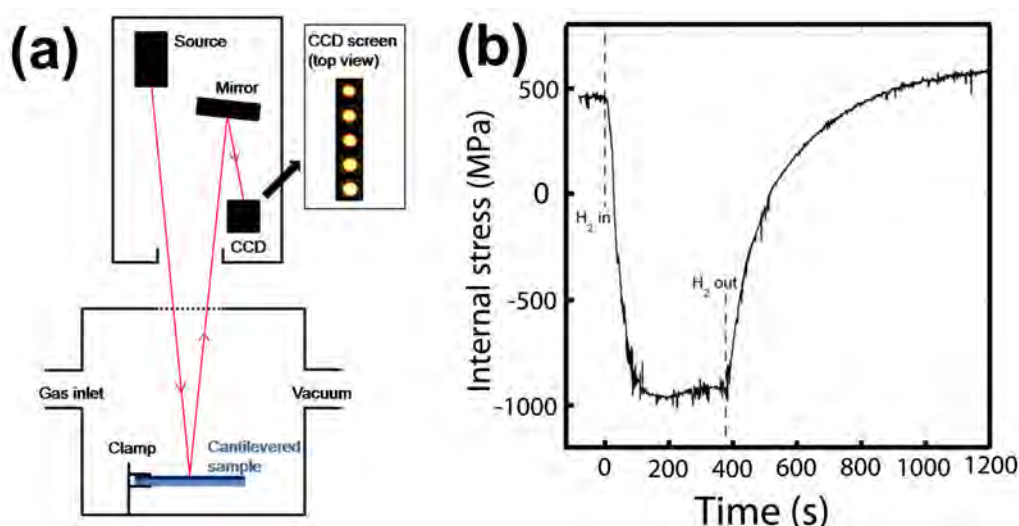 (a)
Source
Mirror
CCD
CCD screen
(top view)
Gas inlet
Vacuum
Clamp
Cantilevered
sample
(b)
Internal stress (MPa)
500
0
-500
-1000
H2 in
H2 out
0
200
400
600
800
1000
1200
Time (s)